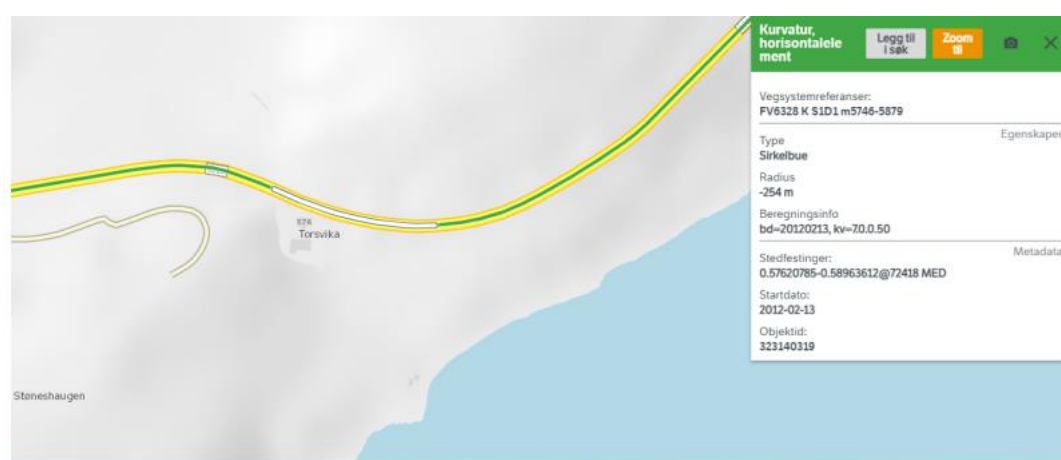 Kurvatur,
horisontalele
ment
Legg til
i søk
Zoom
til
Vegsystemreferanser:
FV6328 K S1D1 m5746-5879
Egenskaper
Type
Sirkelbue
Radius
-254 m
Beregningsinfo
bd=20120213, kv=7.0.0.50
Metadata
Stedfestinger:
0.57620785-0.58963612@72418 MED
Startdato:
2012-02-13
Objektid:
323140319
576
Torsvika
Støneshaugen